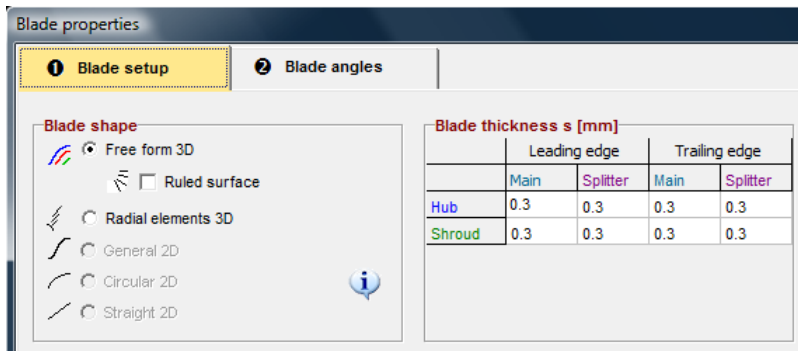 Blade properties
1 Blade setup
2 Blade angles
Blade shape
Free form 3D
Ruled surface
Radial elements 3D
General 2D
Circular 2D
Straight 2D
i
Blade thickness s [mm]
Leading edge Trailing edge
Main Splitter Main Splitter
Hub 0.3 0.3 0.3 0.3
Shroud 0.3 0.3 0.3 0.3